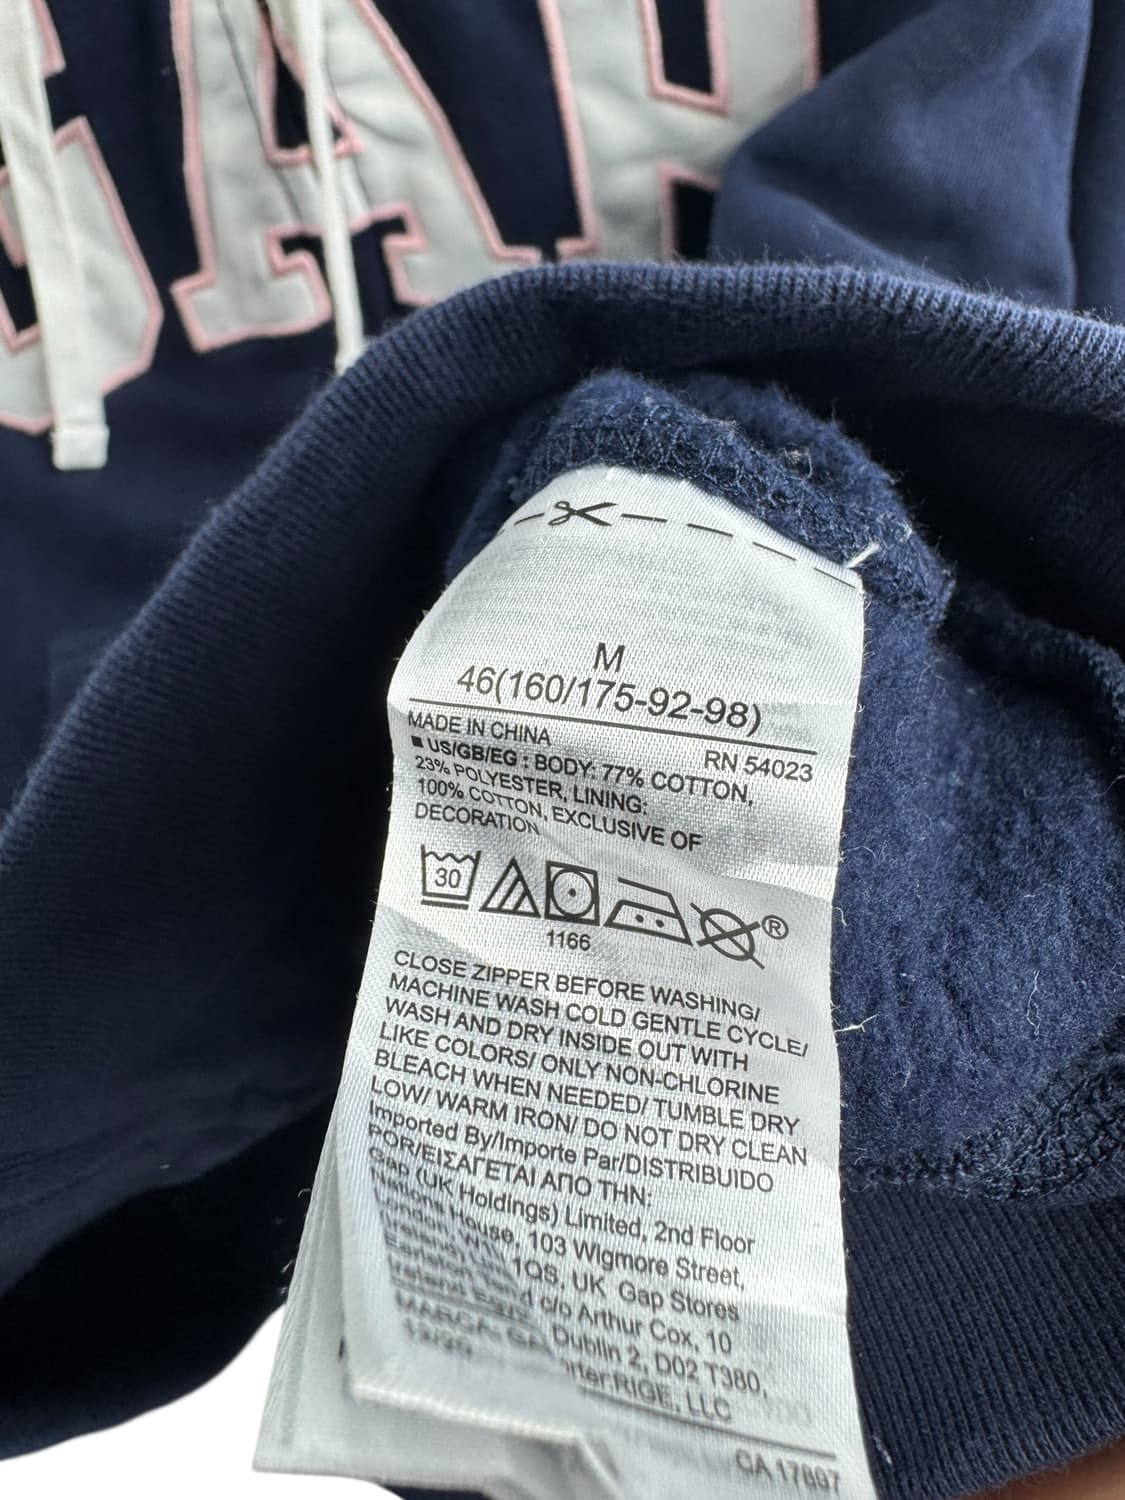 GAP
M
46(160/175-92-98)
MADE IN CHINA RN 54023
■ US/GB/EG : BODY: 77% COTTON,
23% POLYESTER, LINING:
100% COTTON, EXCLUSIVE OF
DECORATION
30
®
1166
CLOSE ZIPPER BEFORE WASHING/
MACHINE WASH COLD GENTLE CYCLE/
WASH AND DRY INSIDE OUT WITH
LIKE COLORS/ ONLY NON-CHLORINE
BLEACH WHEN NEEDED/ TUMBLE DRY
LOW/ WARM IRON/ DO NOT DRY CLEAN
Imported By/Importe Par/DISTRIBUIDO
POR/ΕΙΣΑΓΕΤΑΙ ΑΠΟ ΤΗΝ:
Gap (UK Holdings) Limited, 2nd Floor
103 Wigmore Street,
1QS, UK Gap Stores
c/o Arthur Cox, 10
Dublin 2, D02 T380,
LLC
CA 17897